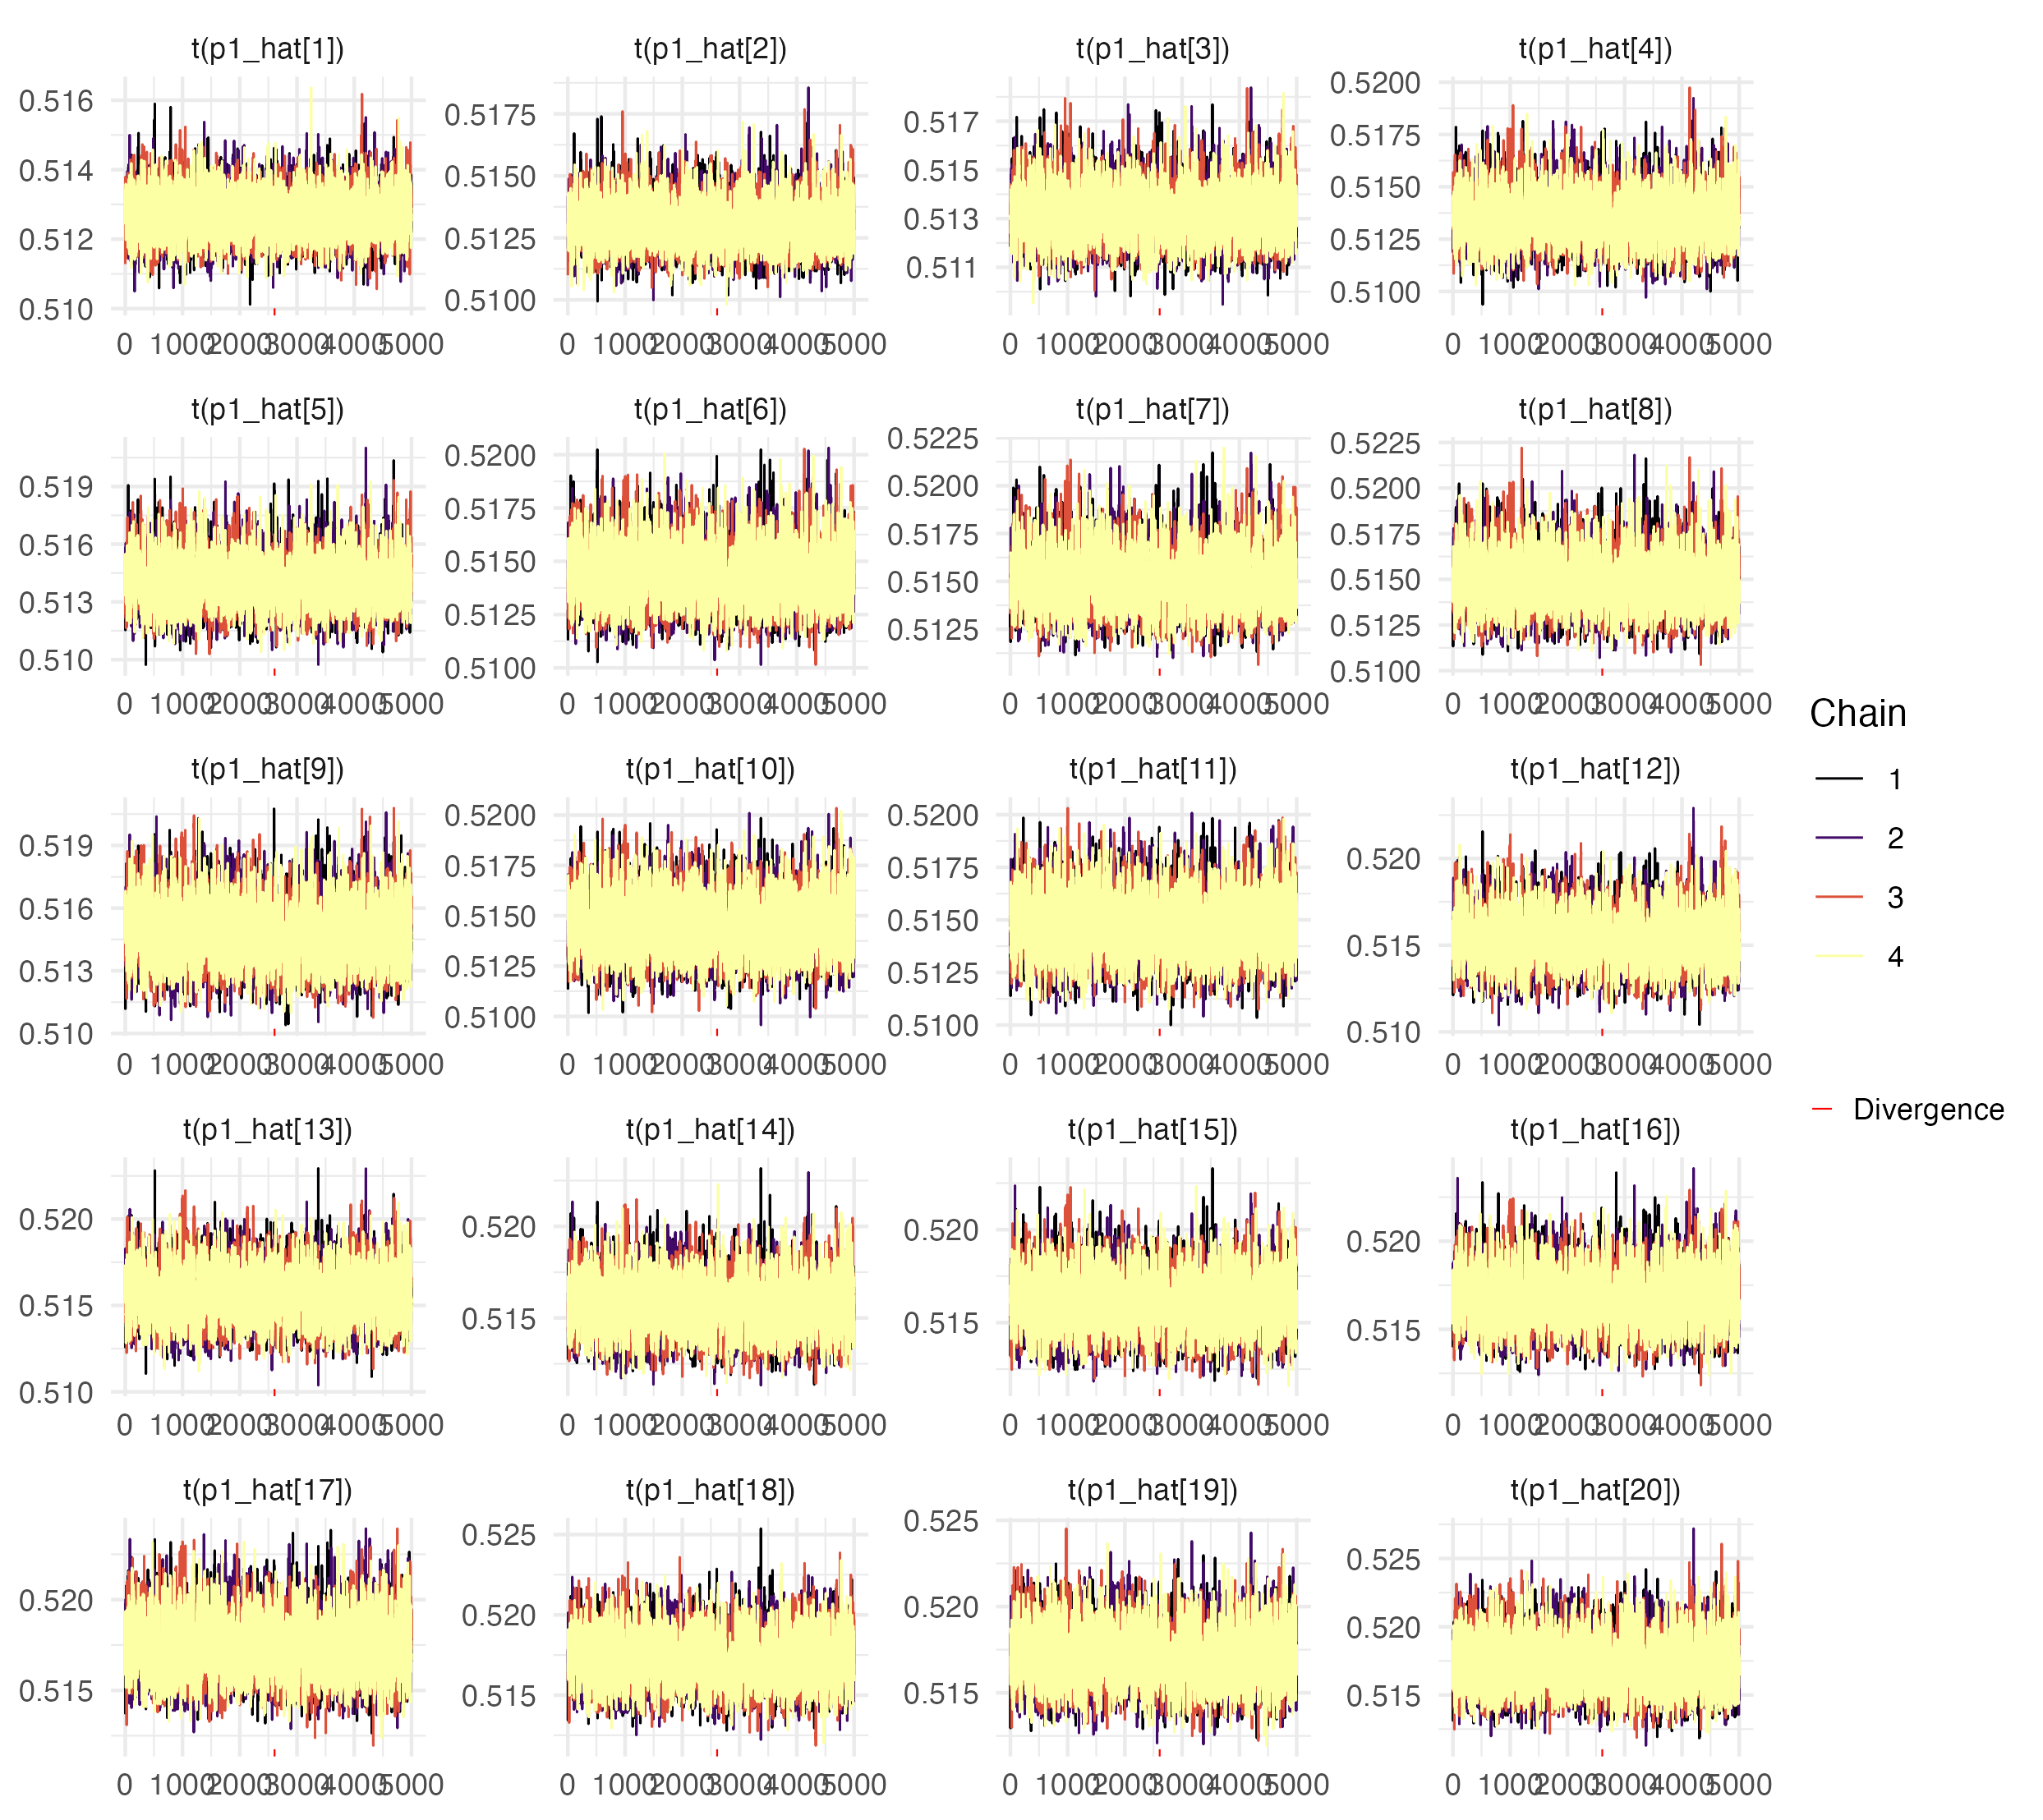 t(p1_hat[1]) t(p1_hat[2]) t(p1_hat[3]) t(p1_hat[4])
0.516 0.514 0.512 0.510
0.5175 0.5150 0.5125 0.5100
0.517 0.515 0.513 0.511
0.5200 0.5175 0.5150 0.5125 0.5100
0 1000 2000 3000 4000 5000 0 1000 2000 3000 4000 5000 0 1000 2000 3000 4000 5000 0 1000 2000 3000 4000 5000
t(p1_hat[5]) t(p1_hat[6]) t(p1_hat[7]) t(p1_hat[8])
0.519 0.516 0.513 0.510
0.5200 0.5175 0.5150 0.5125 0.5100
0.5225 0.5200 0.5175 0.5150 0.5125
0.5225 0.5200 0.5175 0.5150 0.5125 0.5100
0 1000 2000 3000 4000 5000 0 1000 2000 3000 4000 5000 0 1000 2000 3000 4000 5000 0 1000 2000 3000 4000 5000
t(p1_hat[9]) t(p1_hat[10]) t(p1_hat[11]) t(p1_hat[12])
0.519 0.516 0.513 0.510
0.5200 0.5175 0.5150 0.5125 0.5100
0.5200 0.5175 0.5150 0.5125 0.5100
0.520 0.515 0.510
0 1000 2000 3000 4000 5000 0 1000 2000 3000 4000 5000 0 1000 2000 3000 4000 5000 0 1000 2000 3000 4000 5000
t(p1_hat[13]) t(p1_hat[14]) t(p1_hat[15]) t(p1_hat[16])
0.520 0.515 0.510
0.520 0.515
0.520 0.515
0.520 0.515
0 1000 2000 3000 4000 5000 0 1000 2000 3000 4000 5000 0 1000 2000 3000 4000 5000 0 1000 2000 3000 4000 5000
t(p1_hat[17]) t(p1_hat[18]) t(p1_hat[19]) t(p1_hat[20])
0.520 0.515
0.525 0.520 0.515
0.525 0.520 0.515
0.525 0.520 0.515
0 1000 2000 3000 4000 5000 0 1000 2000 3000 4000 5000 0 1000 2000 3000 4000 5000 0 1000 2000 3000 4000 5000
Chain
1
2
3
4
Divergence